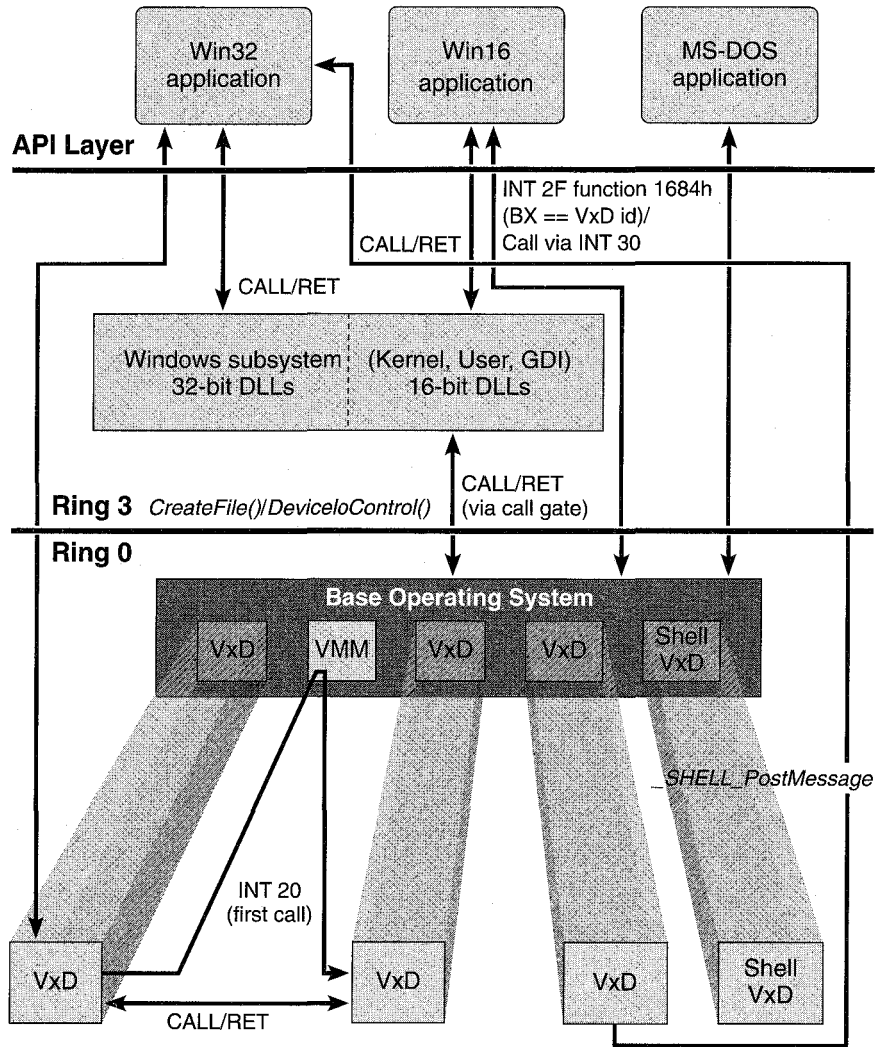 Win32
application
Win16
application
MS-DOS
application
API Layer
INT 2F function 1684h
(BX == VxD id)/
Call via INT 30
CALL/RET
CALL/RET
Windows subsystem
32-bit DLLs
(Kernel, User, GDI)
16-bit DLLs
CALL/RET
(via call gate)
Ring 3
CreateFile()/DeviceIoControl()
Ring 0
Base Operating System
VxD
VMM
VxD
VxD
Shell
VxD
_SHELL_PostMessage
INT 20
(first call)
VxD
VxD
VxD
Shell
VxD
CALL/RET